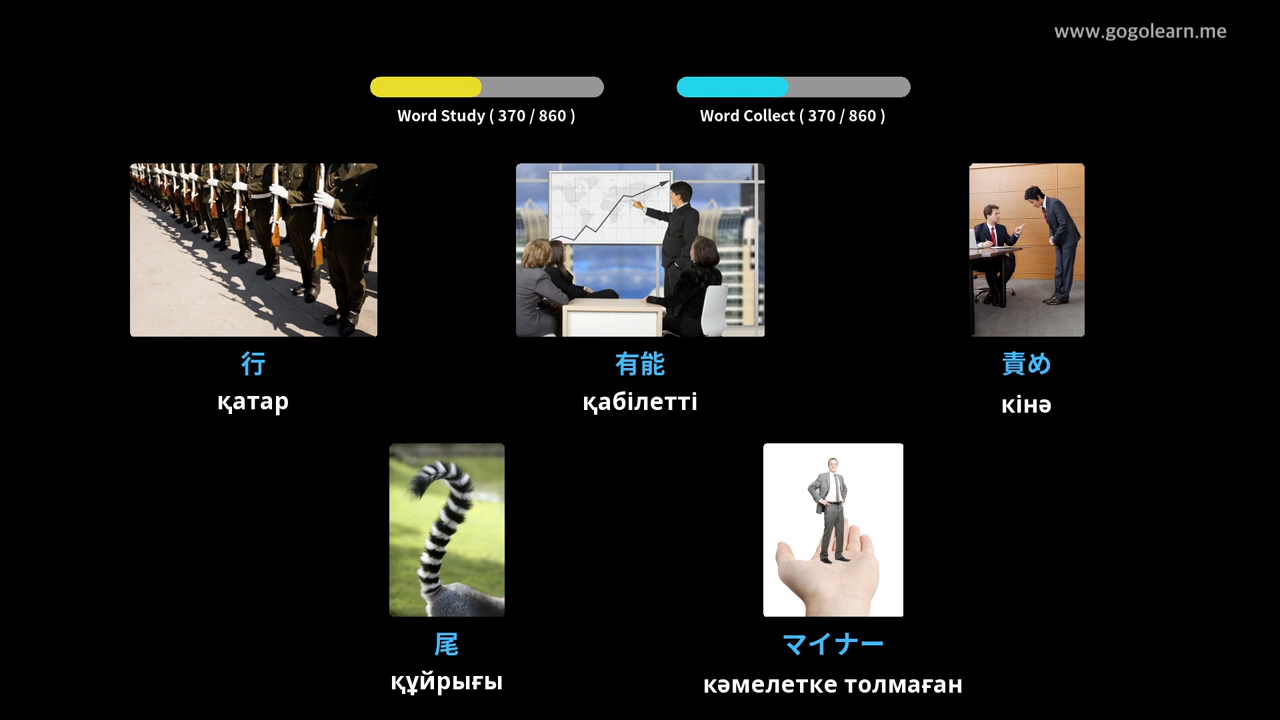 www.gogolearn.me
Word Study ( 370 / 860 )
Word Collect ( 370 / 860 )
行
қатар
有能
қабілетті
責め
кінә
尾
құйрығы
マイナー
кәмелетке толмаған